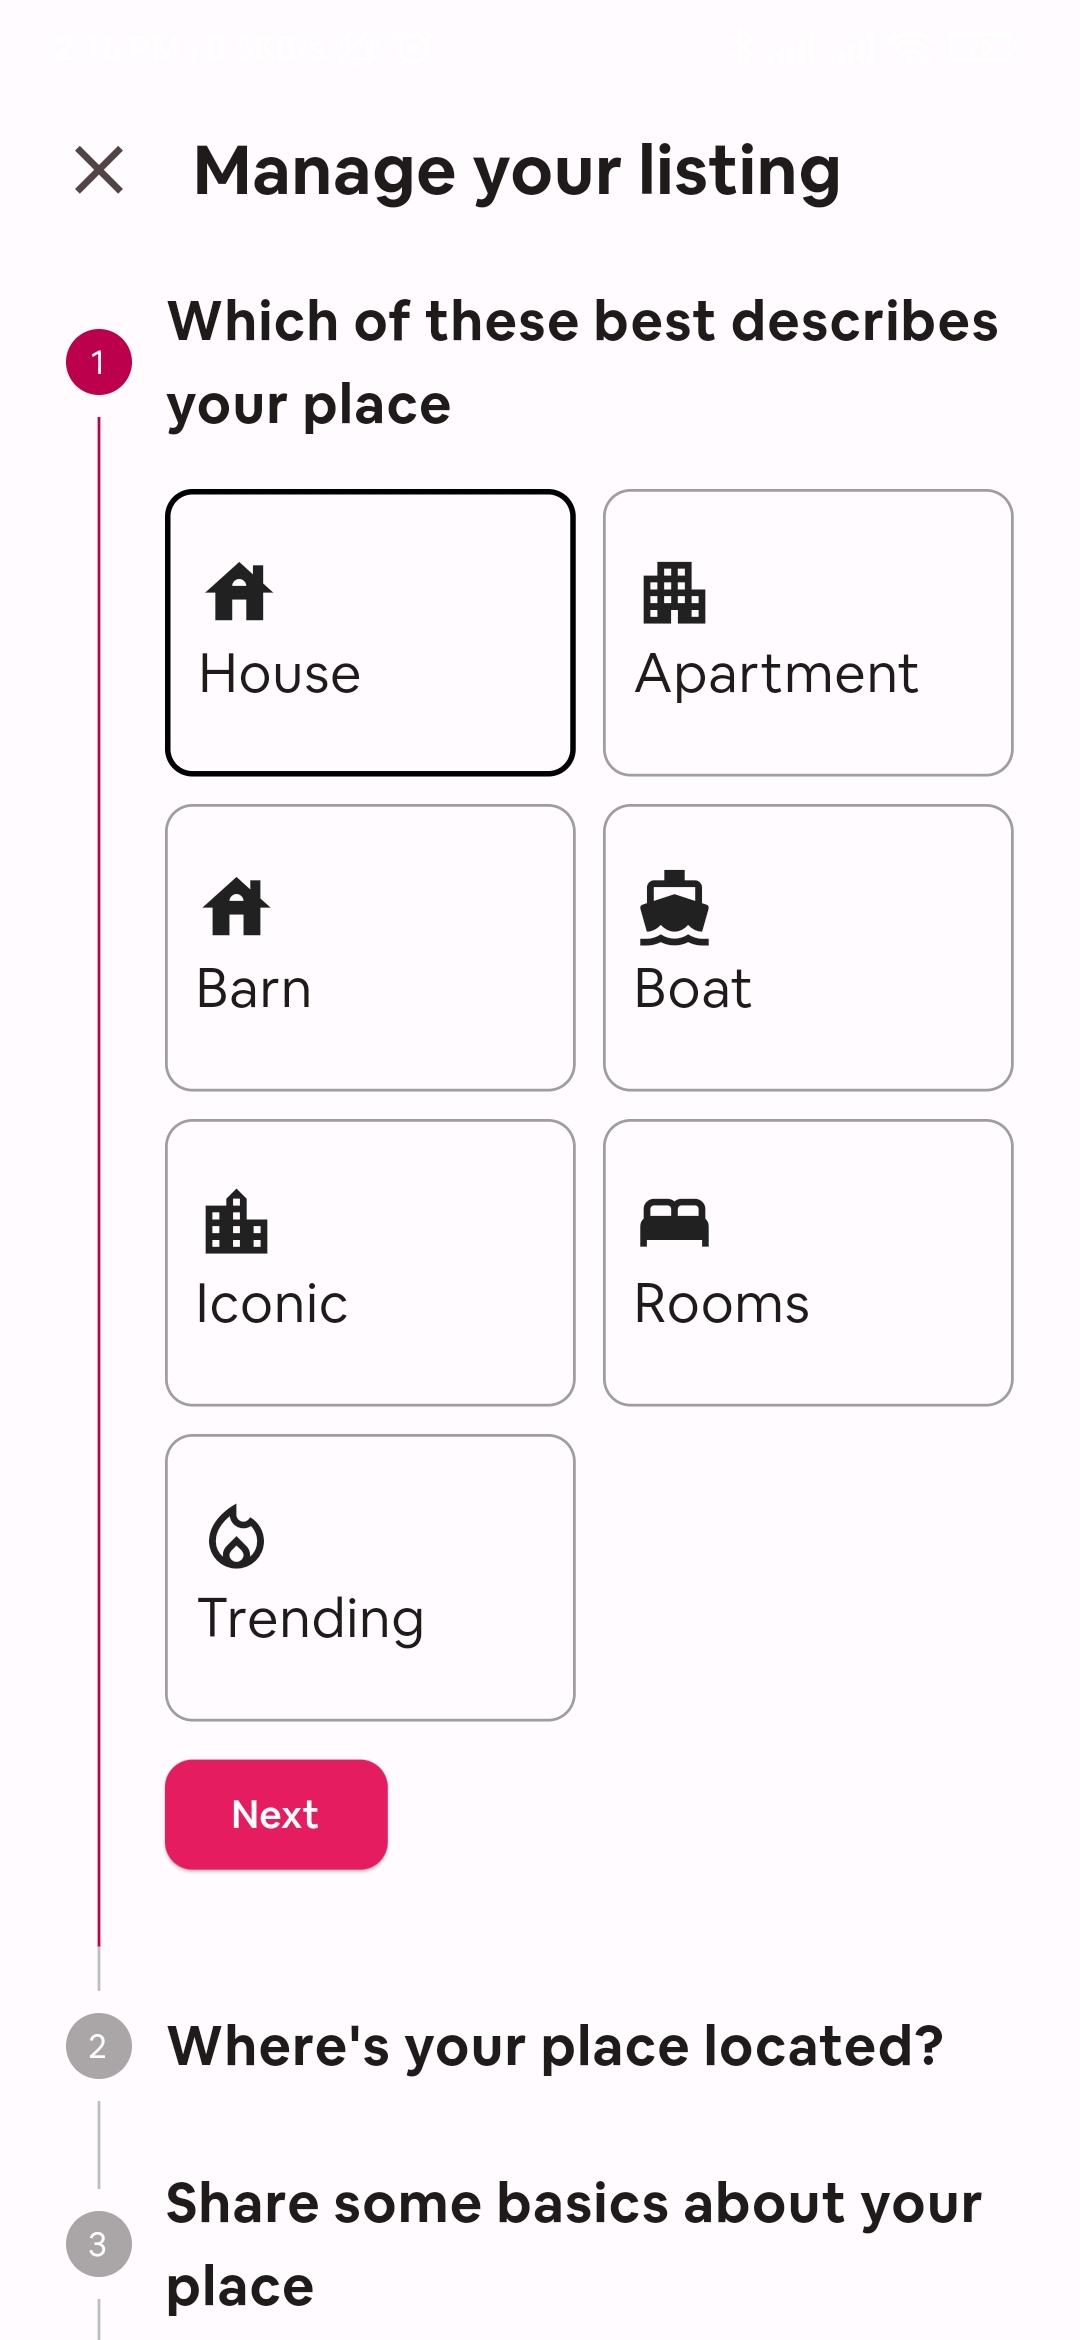 Manage your listing
1
Which of these best describes
your place
House
Apartment
Barn
Boat
Iconic
Rooms
Trending
Next
2
Where's your place located?
3
Share some basics about your
place